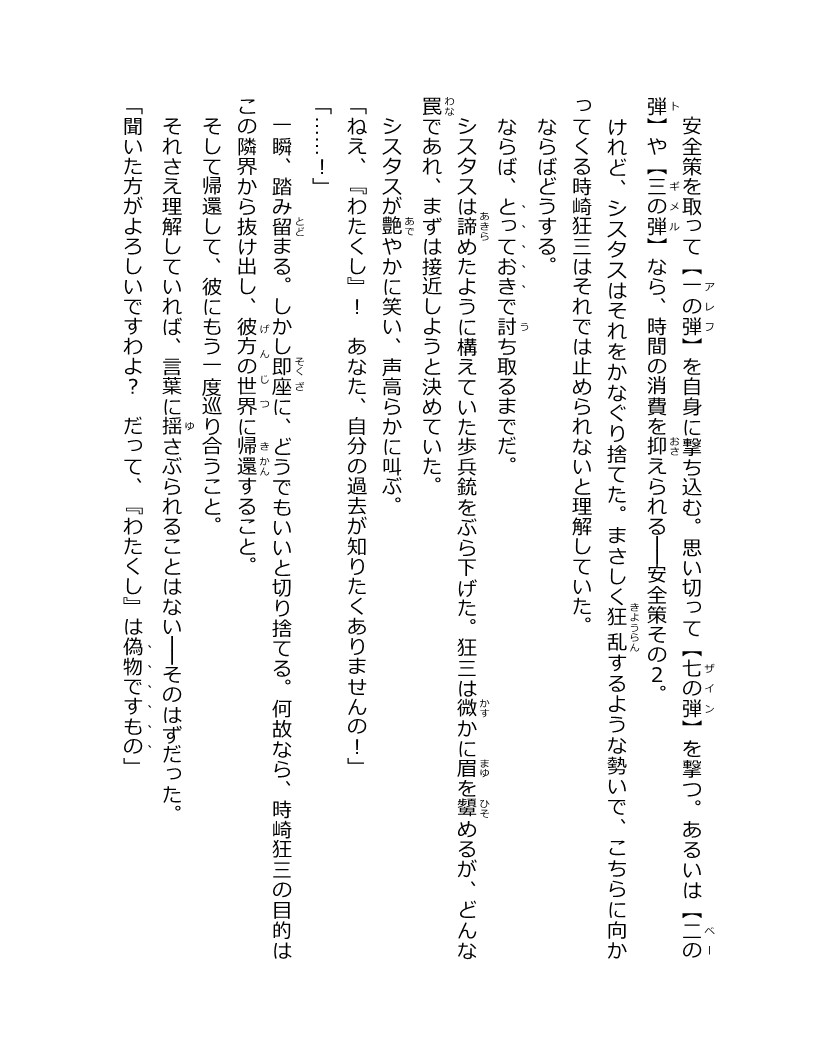 安全策を取って【一の弾】を自身に撃ち込む。思い切って【七の弾】を撃つ。あるいは【二の
弾】や【三の弾】なら、時間の消費を抑えられる――安全策その２。
けれど、シスタスはそれをかなぐり捨てた。まさしく狂乱するような勢いで、こちらに向か
ってくる時崎狂三はそれでは止められないと理解していた。
ならばどうする。
ならば、とっておきで討ち取るまでだ。
シスタスは諦めたように構えていた歩兵銃をぶら下げた。狂三は微かに眉を顰めるが、どんな
罠であれ、まずは接近しようと決めていた。
シスタスが艶やかに笑い、声高らかに叫ぶ。
「ねえ、『わたくし』！　あなた、自分の過去が知りたくありませんの！」
「……！」
一瞬、踏み留まる。しかし即座に、どうでもいいと切り捨てる。何故なら、時崎狂三の目的は
この隣界から抜け出し、彼方の世界に帰還すること。
そして帰還して、彼にもう一度巡り合うこと。
それさえ理解していれば、言葉に揺さぶられることはない――そのはずだった。
「聞いた方がよろしいですわよ？　だって、『わたくし』は偽物ですもの」